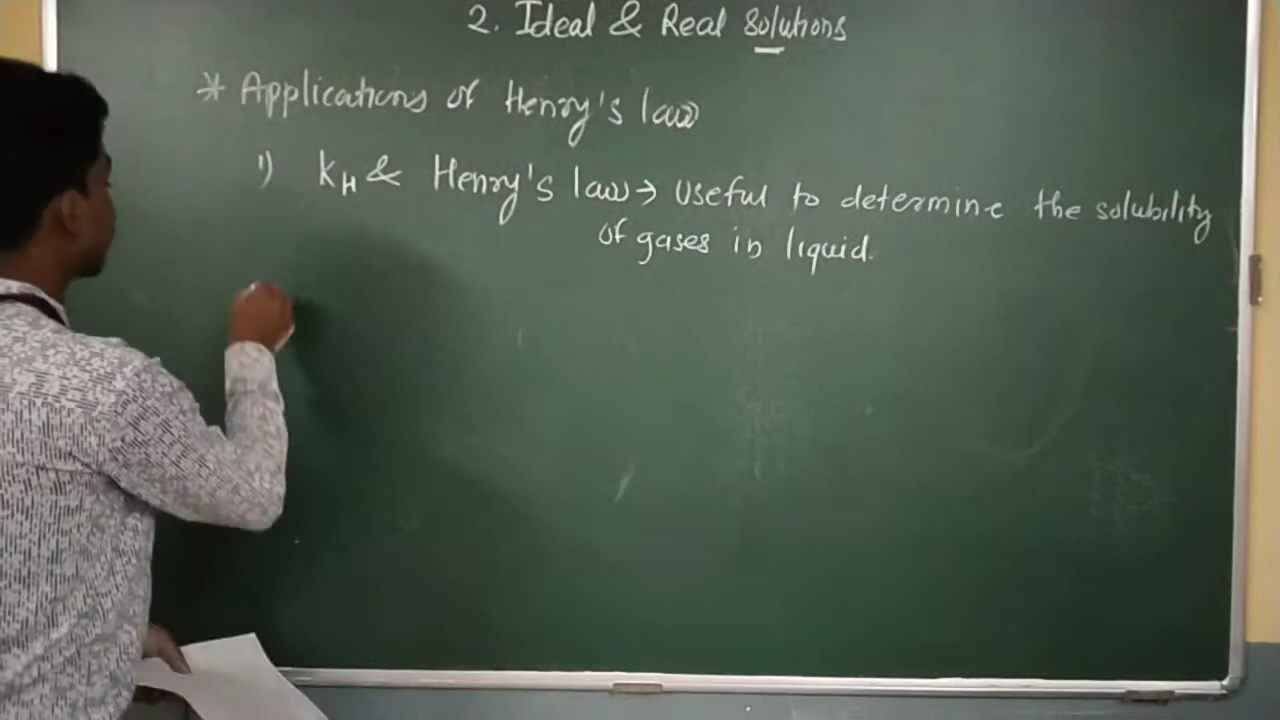 2. Ideal & Real Solutions
* Applications of Henry's law
1) KH & Henry's law → useful to determine the solubility
of gases in liquid.